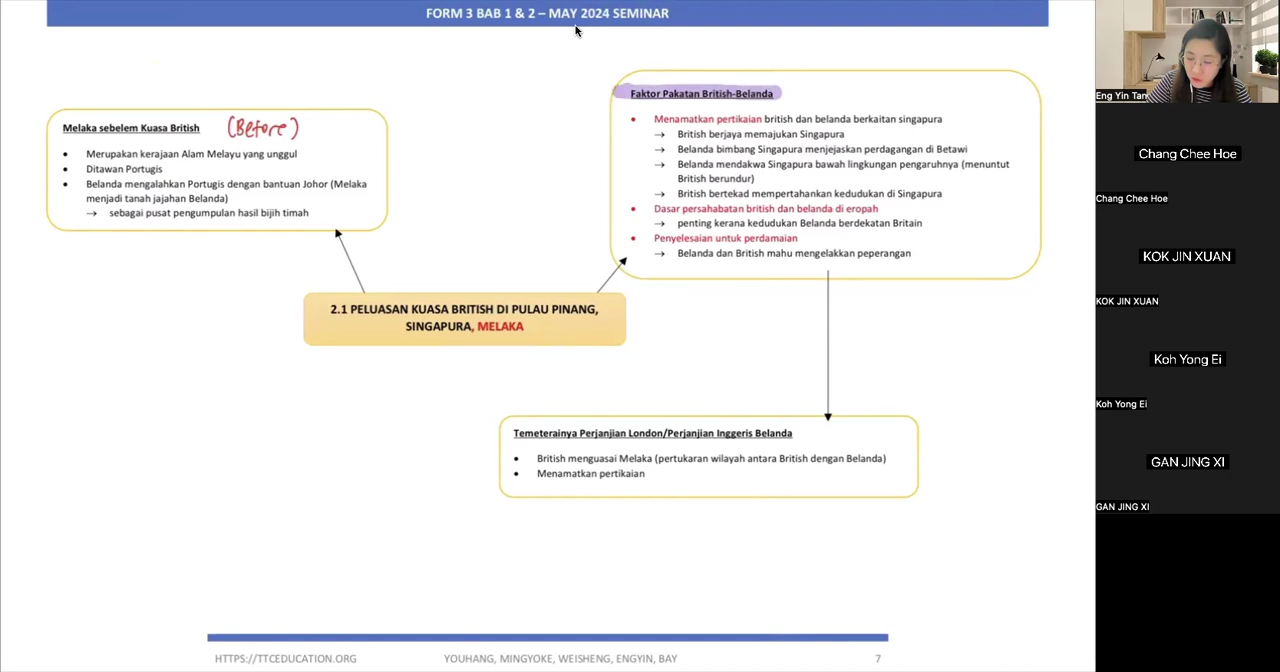 FORM 3 BAB 1 & 2 – MAY 2024 SEMINAR
Melaka sebelem Kuasa British (Before)
• Merupakan kerajaan Alam Melayu yang unggul
• Ditawan Portugis
• Belanda mengalahkan Portugis dengan bantuan Johor (Melaka
menjadi tanah jajahan Belanda)
→ sebagai pusat pengumpulan hasil bijih timah
Faktor Pakatan British-Belanda
• Menamatkan pertikaian british dan belanda berkaitan singapura
→ British berjaya memajukan Singapura
→ Belanda bimbang Singapura menjejaskan perdagangan di Betawi
→ Belanda mendakwa Singapura bawah lingkungan pengaruhnya (menuntut
British berundur)
→ British bertekad mempertahankan kedudukan di Singapura
• Dasar persahabatan british dan belanda di eropah
→ penting kerana kedudukan Belanda berdekatan Britain
• Penyelesaian untuk perdamaian
→ Belanda dan British mahu mengelakkan peperangan
2.1 PELUASAN KUASA BRITISH DI PULAU PINANG,
SINGAPURA, MELAKA
Temeterainya Perjanjian London/Perjanjian Inggeris Belanda
• British menguasai Melaka (pertukaran wilayah antara British dengan Belanda)
• Menamatkan pertikaian
HTTPS://TTCEDUCATION.ORG YOUHANG, MINGYOKE, WEISHENG, ENGYIN, BAY 7
Eng Yin Tan
Chang Chee Hoe
Chang Chee Hoe
KOK JIN XUAN
KOK JIN XUAN
Koh Yong Ei
Koh Yong Ei
GAN JING XI
GAN JING XI